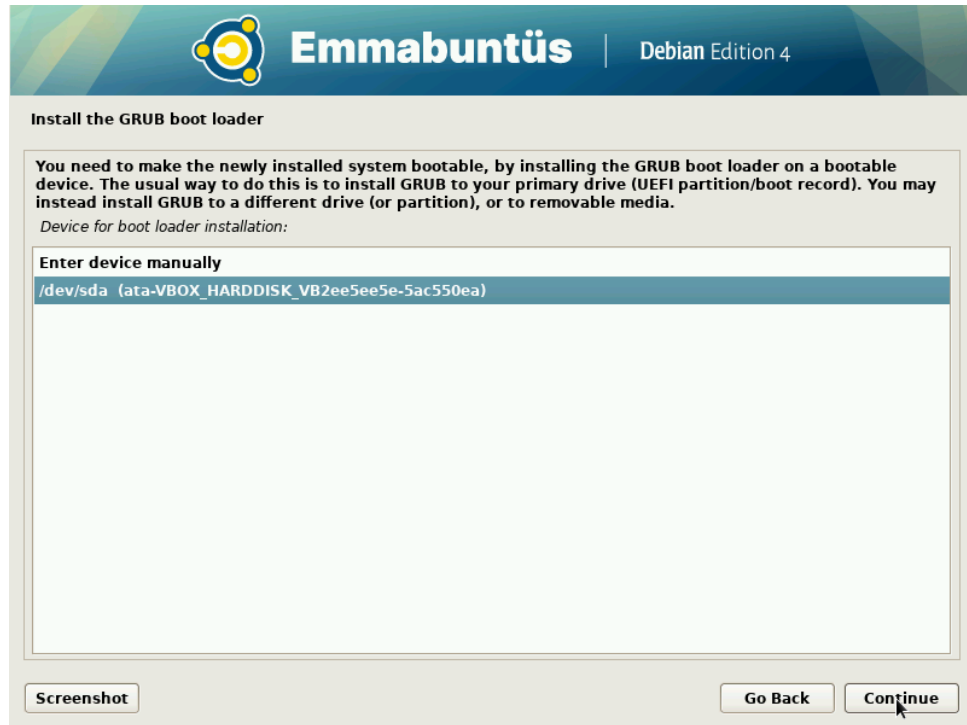 Emmabuntüs | Debian Edition 4
Install the GRUB boot loader
You need to make the newly installed system bootable, by installing the GRUB boot loader on a bootable
device. The usual way to do this is to install GRUB to your primary drive (UEFI partition/boot record). You may
instead install GRUB to a different drive (or partition), or to removable media.
Device for boot loader installation:
Enter device manually
/dev/sda  (ata-VBOX_HARDDISK_VB2ee5ee5e-5ac550ea)
Screenshot Go Back Continue